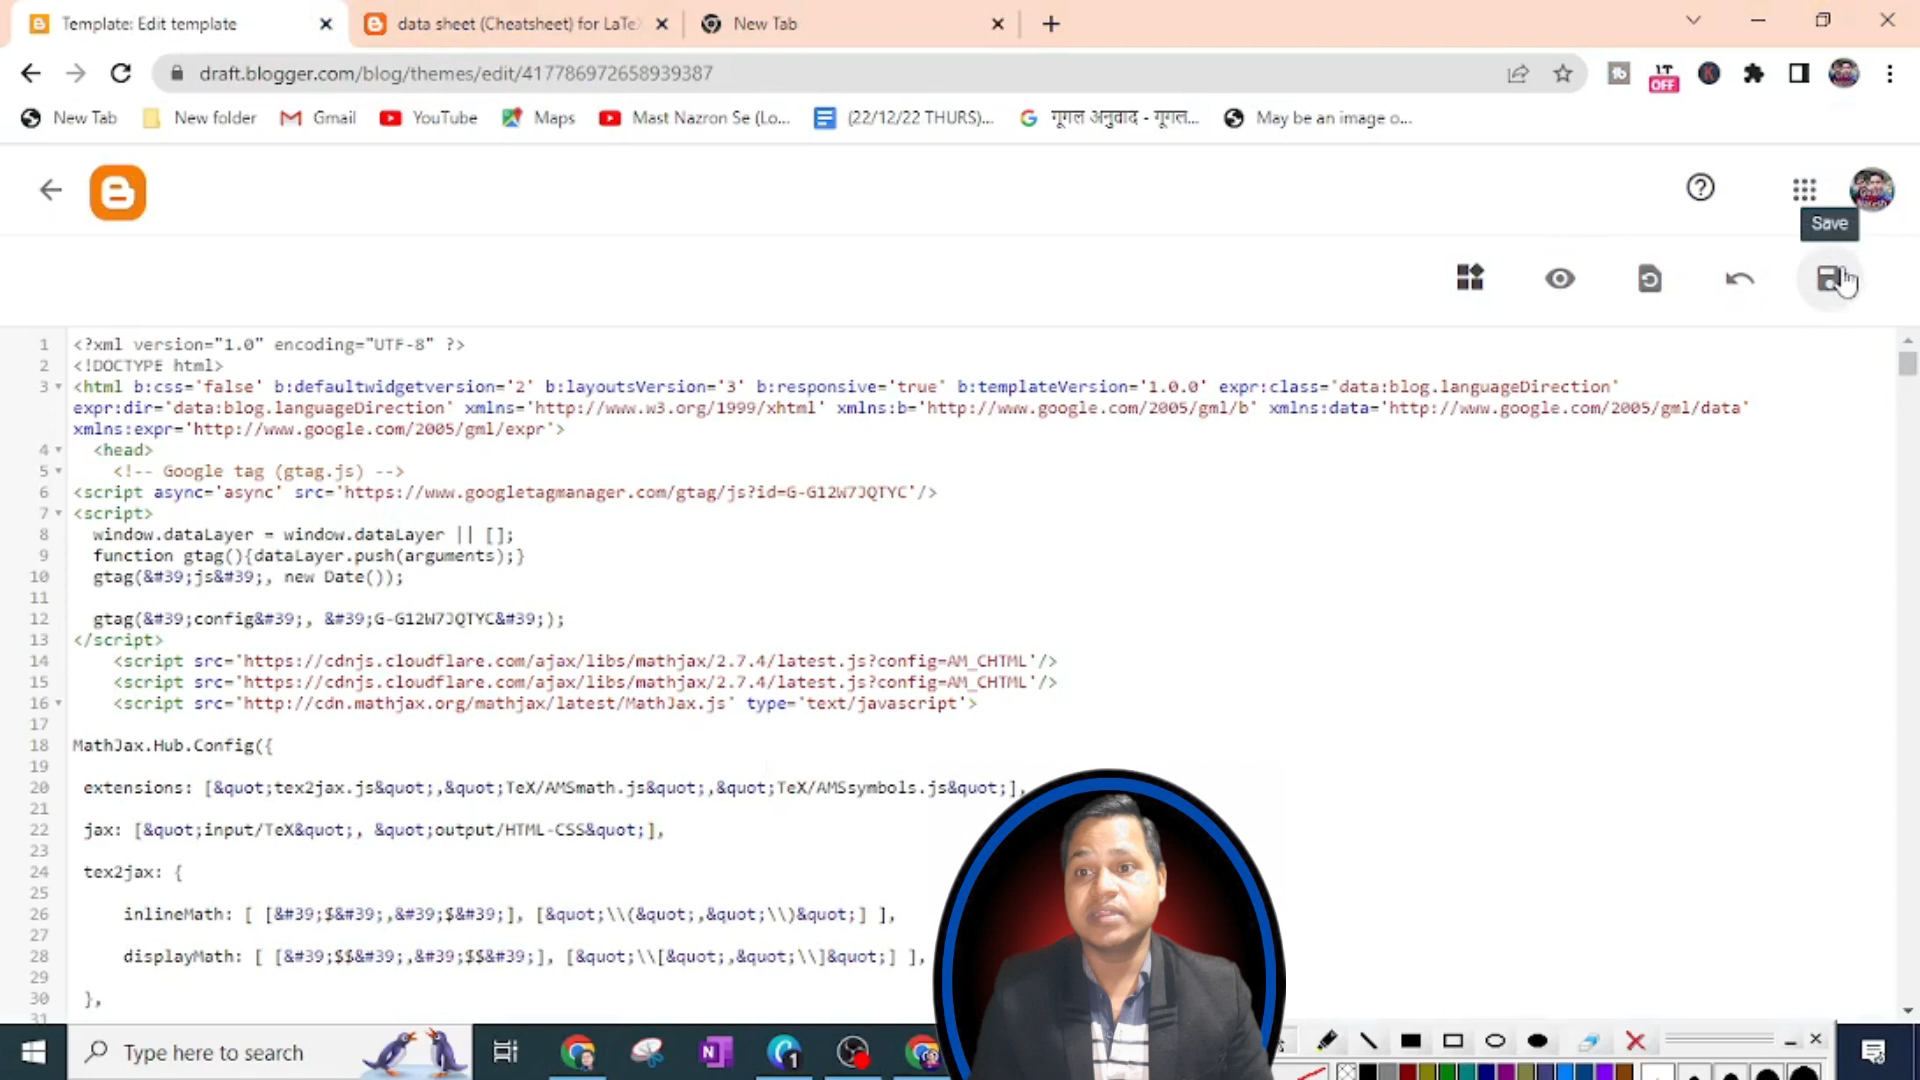 Template: Edit template
data sheet (Cheatsheet) for LaTe
New Tab
draft.blogger.com/blog/themes/edit/417786972658939387
OFF
New Tab
New folder
Gmail
YouTube
Maps
Mast Nazron Se (Lo...
(22/12/22 THURS)...
गूगल अनुवाद - गूगल...
May be an image o...
Save
1 <?xml version="1.0" encoding="UTF-8" ?>
2 <!DOCTYPE html>
3 <html b:css='false' b:defaultwidgetversion='2' b:layoutsVersion='3' b:responsive='true' b:templateVersion='1.0.0' expr:class='data:blog.languageDirection'
expr:dir='data:blog.languageDirection' xmlns='http://www.w3.org/1999/xhtml' xmlns:b='http://www.google.com/2005/gml/b' xmlns:data='http://www.google.com/2005/gml/data'
xmlns:expr='http://www.google.com/2005/gml/expr'>
4 <head>
5 <!-- Google tag (gtag.js) -->
6 <script async='async' src='https://www.googletagmanager.com/gtag/js?id=G-G12W7JQTYC'/>
7 <script>
8 window.dataLayer = window.dataLayer || [];
9 function gtag(){dataLayer.push(arguments);}
10 gtag(&#39;js&#39;, new Date());
11
12 gtag(&#39;config&#39;, &#39;G-G12W7JQTYC&#39;);
13 </script>
14 <script src='https://cdnjs.cloudflare.com/ajax/libs/mathjax/2.7.4/latest.js?config=AM_CHTML'/>
15 <script src='https://cdnjs.cloudflare.com/ajax/libs/mathjax/2.7.4/latest.js?config=AM_CHTML'/>
16 <script src='http://cdn.mathjax.org/mathjax/latest/MathJax.js' type='text/javascript'>
17
18 MathJax.Hub.Config({
19
20 extensions: [&quot;tex2jax.js&quot;,&quot;TeX/AMSmath.js&quot;,&quot;TeX/AMSsymbols.js&quot;],
21
22 jax: [&quot;input/TeX&quot;, &quot;output/HTML-CSS&quot;],
23
24 tex2jax: {
25
26 inlineMath: [ [&#39;$&#39;,&#39;$&#39;], [&quot;\\(&quot;,&quot;\\)&quot;] ],
27
28 displayMath: [ [&#39;$$&#39;,&#39;$$&#39;], [&quot;\\[&quot;,&quot;\\]&quot;] ],
29
30 },
31
Type here to search